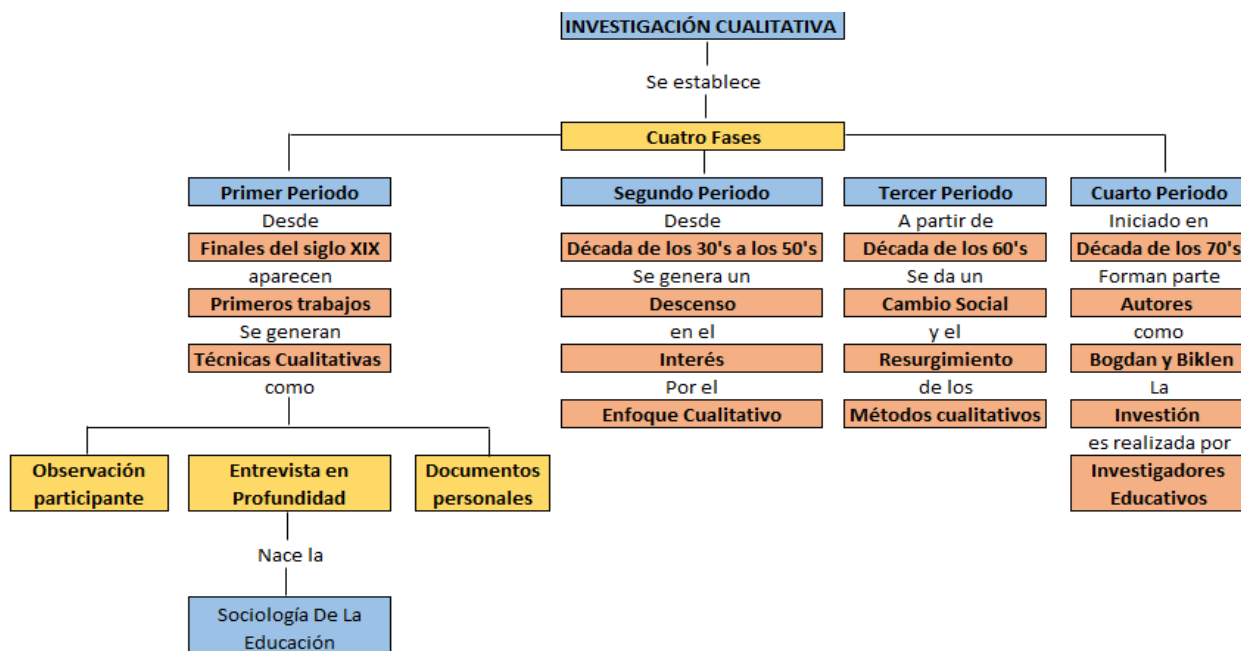 INVESTIGACIÓN CUALITATIVA
Se establece
Cuatro Fases
Primer Periodo
Desde
Finales del siglo XIX
aparecen
Primeros trabajos
Se generan
Técnicas Cualitativas
como
Observación
participante
Entrevista en
Profundidad
Documentos
personales
Nace la
Sociología De La
Educación
Segundo Periodo
Desde
Década de los 30's a los 50's
Se genera un
Descenso
en el
Interés
Por el
Enfoque Cualitativo
Tercer Periodo
A partir de
Década de los 60's
Se da un
Cambio Social
y el
Resurgimiento
de los
Métodos cualitativos
Cuarto Periodo
Iniciado en
Década de los 70's
Forman parte
Autores
como
Bogdan y Biklen
La
Investión
es realizada por
Investigadores
Educativos